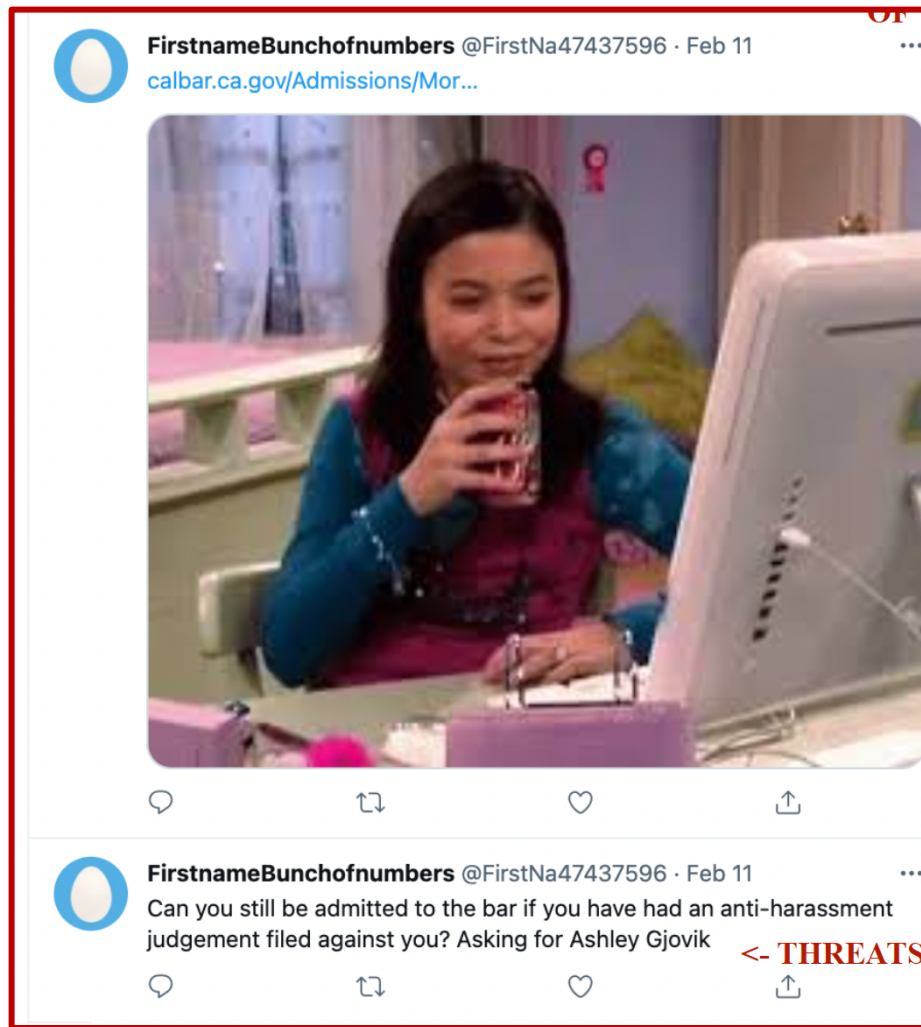 OF
FirstnameBunchofnumbers @FirstNa47437596 · Feb 11
calbar.ca.gov/Admissions/Mor...
FirstnameBunchofnumbers @FirstNa47437596 · Feb 11
Can you still be admitted to the bar if you have had an anti-harassment
judgement filed against you? Asking for Ashley Gjovik
<- THREATS